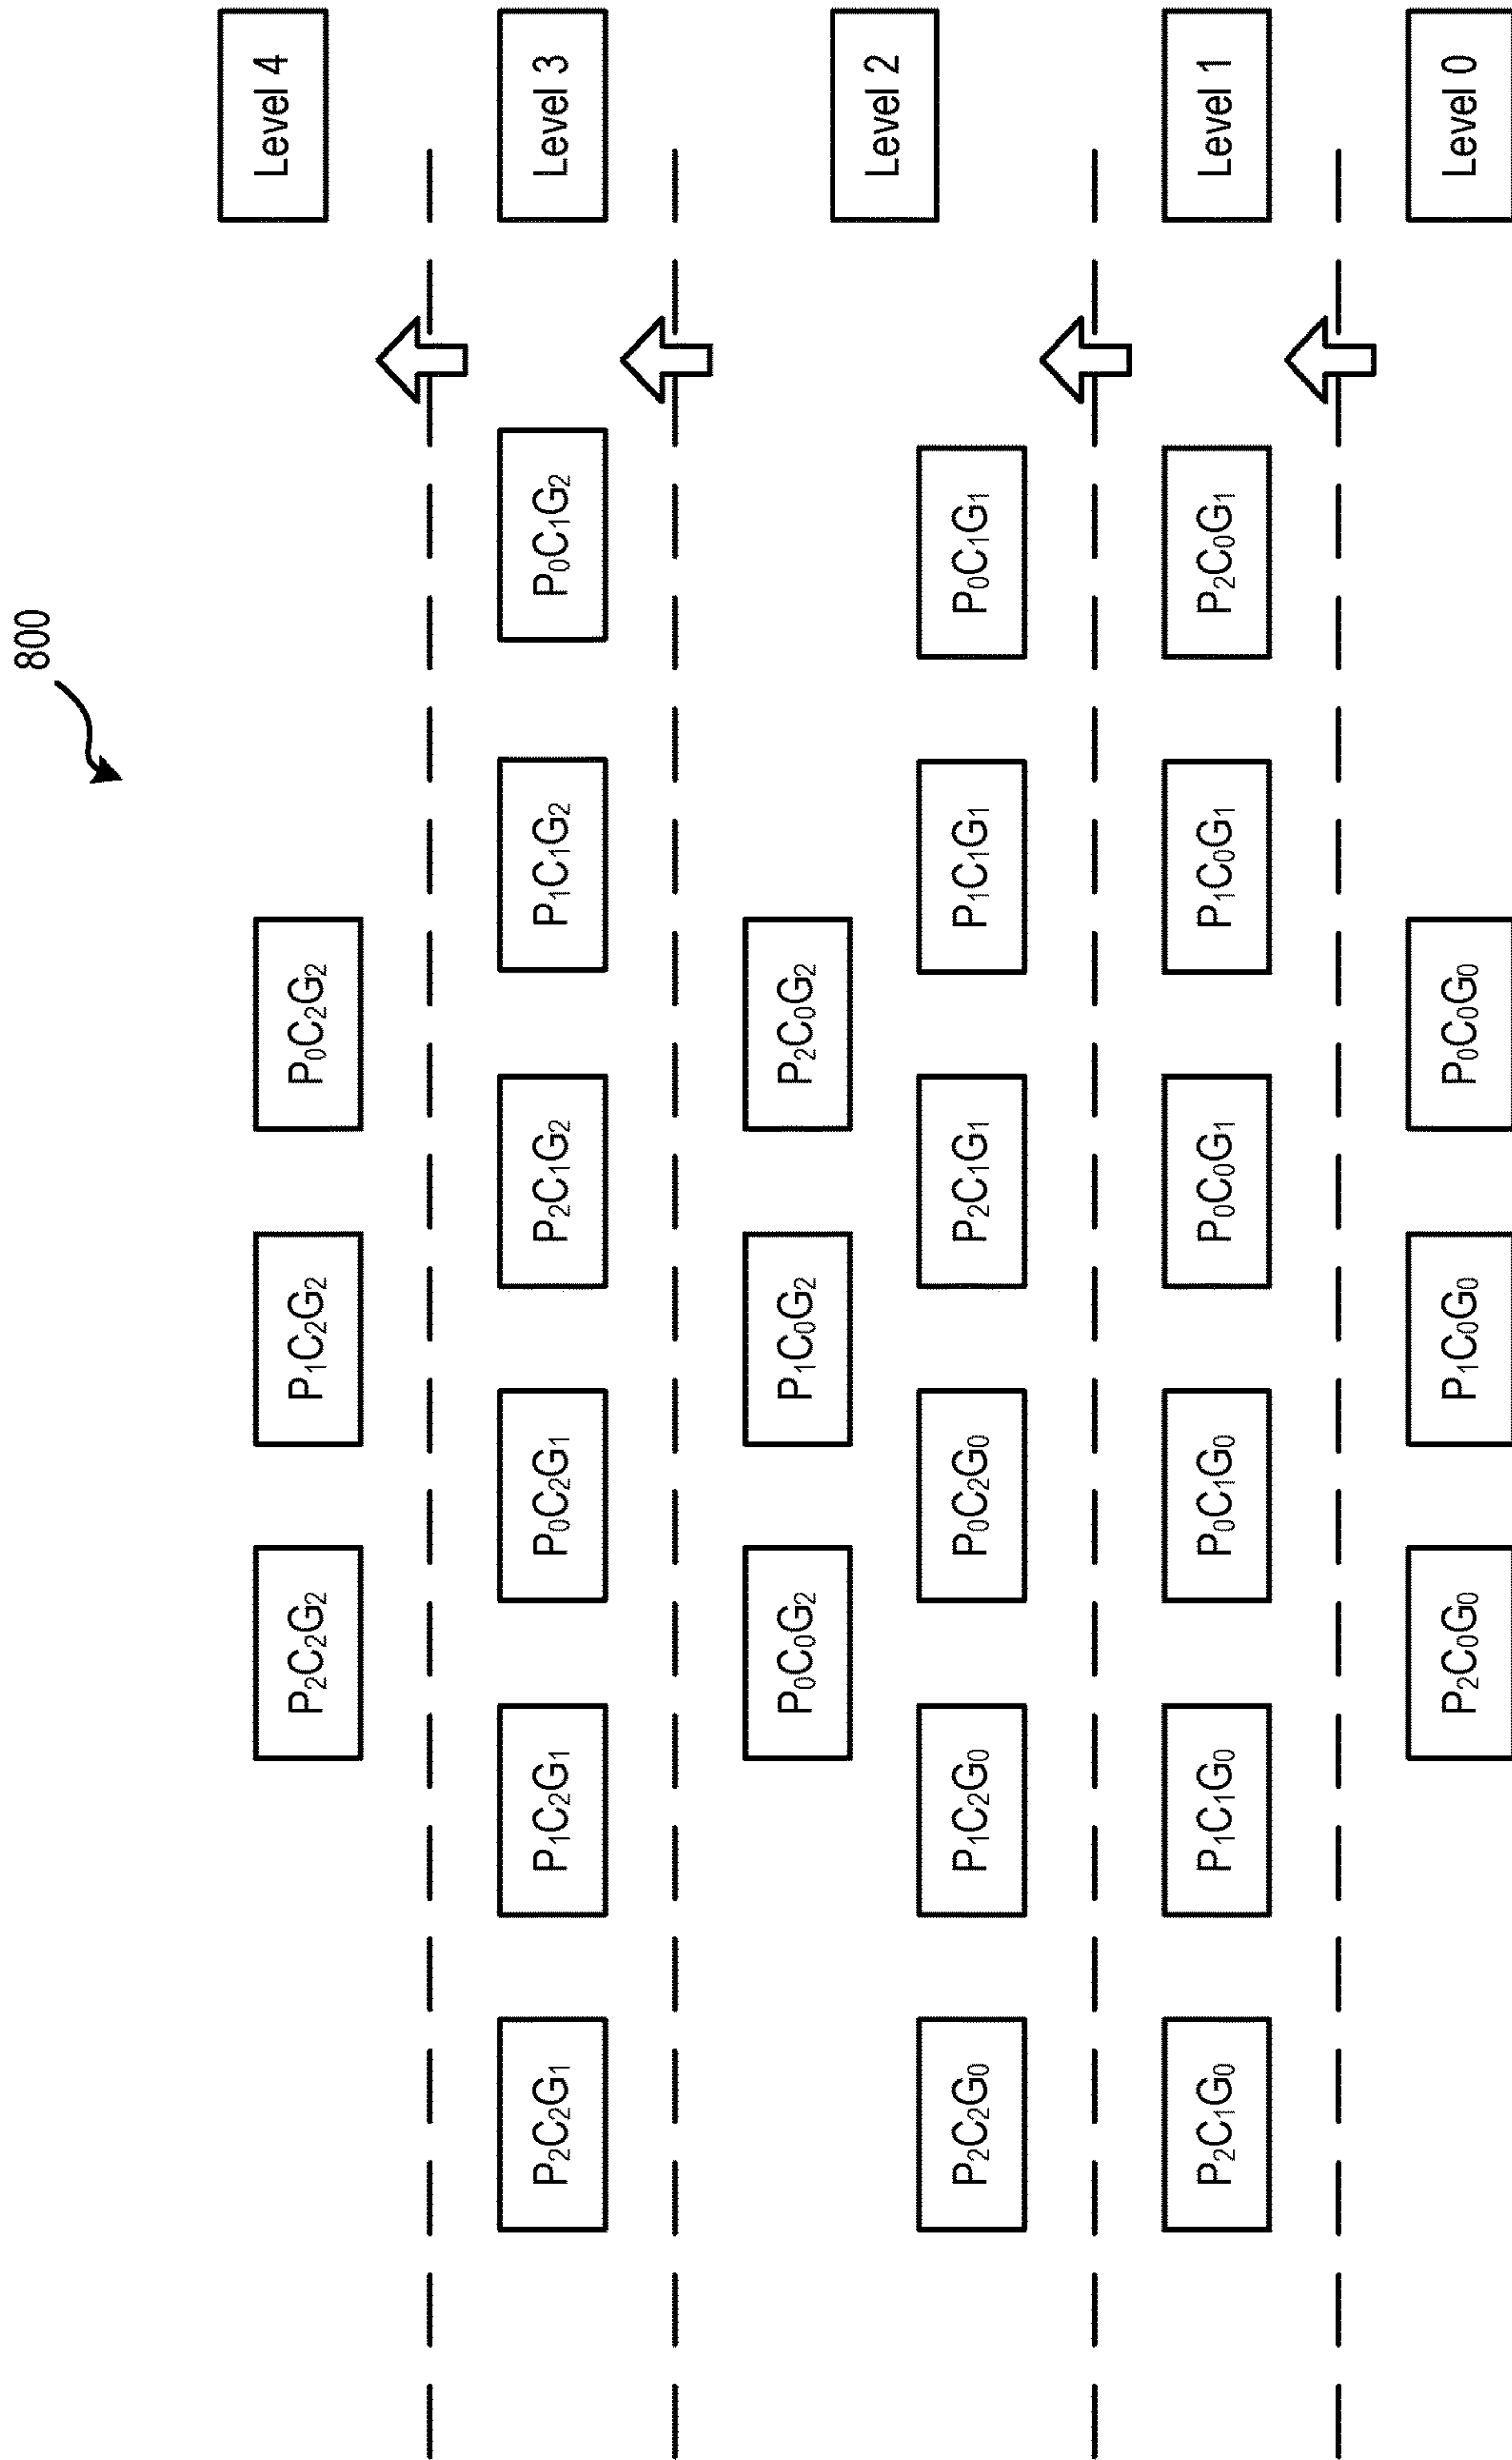 800
Level 4
P₂C₂G₂
P₁C₂G₂
P₀C₂G₂
Level 3
P₂C₂G₁
P₁C₂G₁
P₀C₂G₁
P₂C₁G₂
P₁C₁G₂
P₀C₁G₂
Level 2
P₀C₀G₂
P₁C₀G₂
P₂C₀G₂
P₂C₂G₀
P₁C₂G₀
P₀C₂G₀
P₂C₁G₁
P₁C₁G₁
P₀C₁G₁
Level 1
P₂C₁G₀
P₁C₁G₀
P₀C₁G₀
P₀C₀G₁
P₁C₀G₁
P₂C₀G₁
Level 0
P₂C₀G₀
P₁C₀G₀
P₀C₀G₀